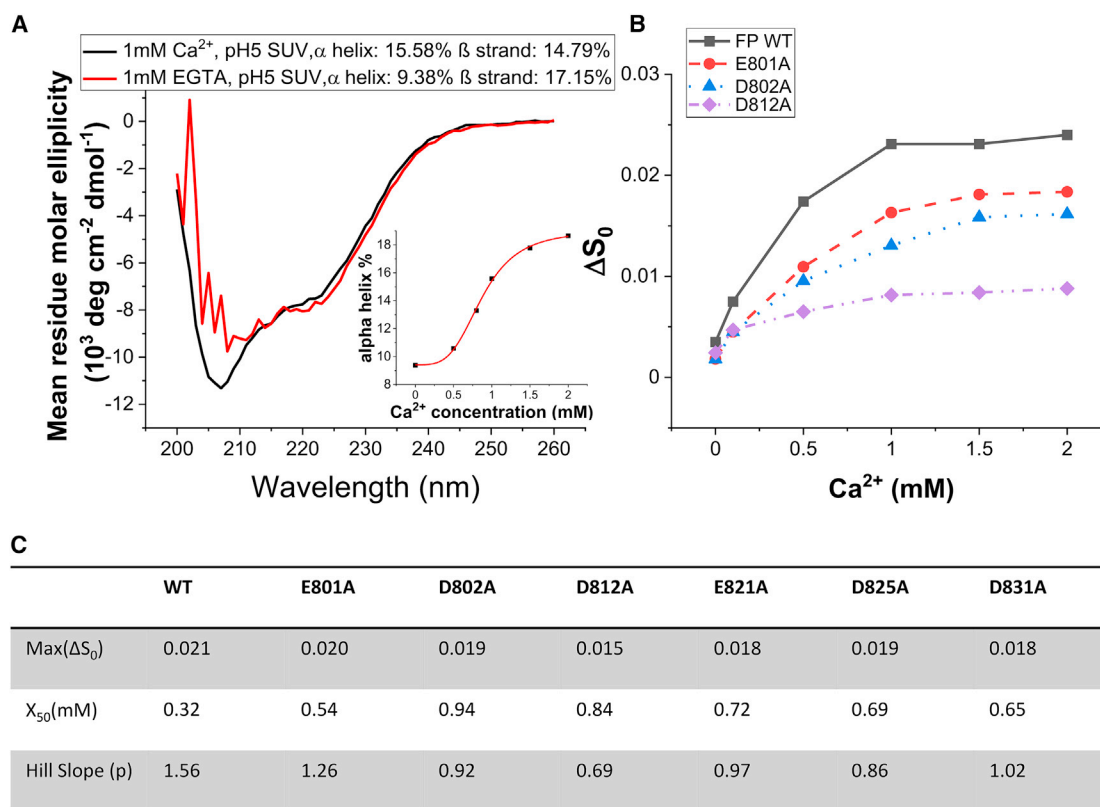 A
1mM Ca²⁺, pH5 SUV,α helix: 15.58% ß strand: 14.79%
1mM EGTA, pH5 SUV,α helix: 9.38% ß strand: 17.15%
Mean residue molar ellipticity
(10³ deg cm⁻² dmol⁻¹)
0
-2
-4
-6
-8
-10
-12
200 210 220 230 240 250 260
Wavelength (nm)
alpha helix %
18
16
14
12
10
8
0 0.5 1 1.5 2
Ca²⁺ concentration (mM)
B
FP WT
E801A
D802A
D812A
ΔS₀
0.03
0.02
0.01
0
0 0.5 1 1.5 2
Ca²⁺ (mM)
C
WT E801A D802A D812A E821A D825A D831A
Max(ΔS₀) 0.021 0.020 0.019 0.015 0.018 0.019 0.018
X₅₀(mM) 0.32 0.54 0.94 0.84 0.72 0.69 0.65
Hill Slope (p) 1.56 1.26 0.92 0.69 0.97 0.86 1.02